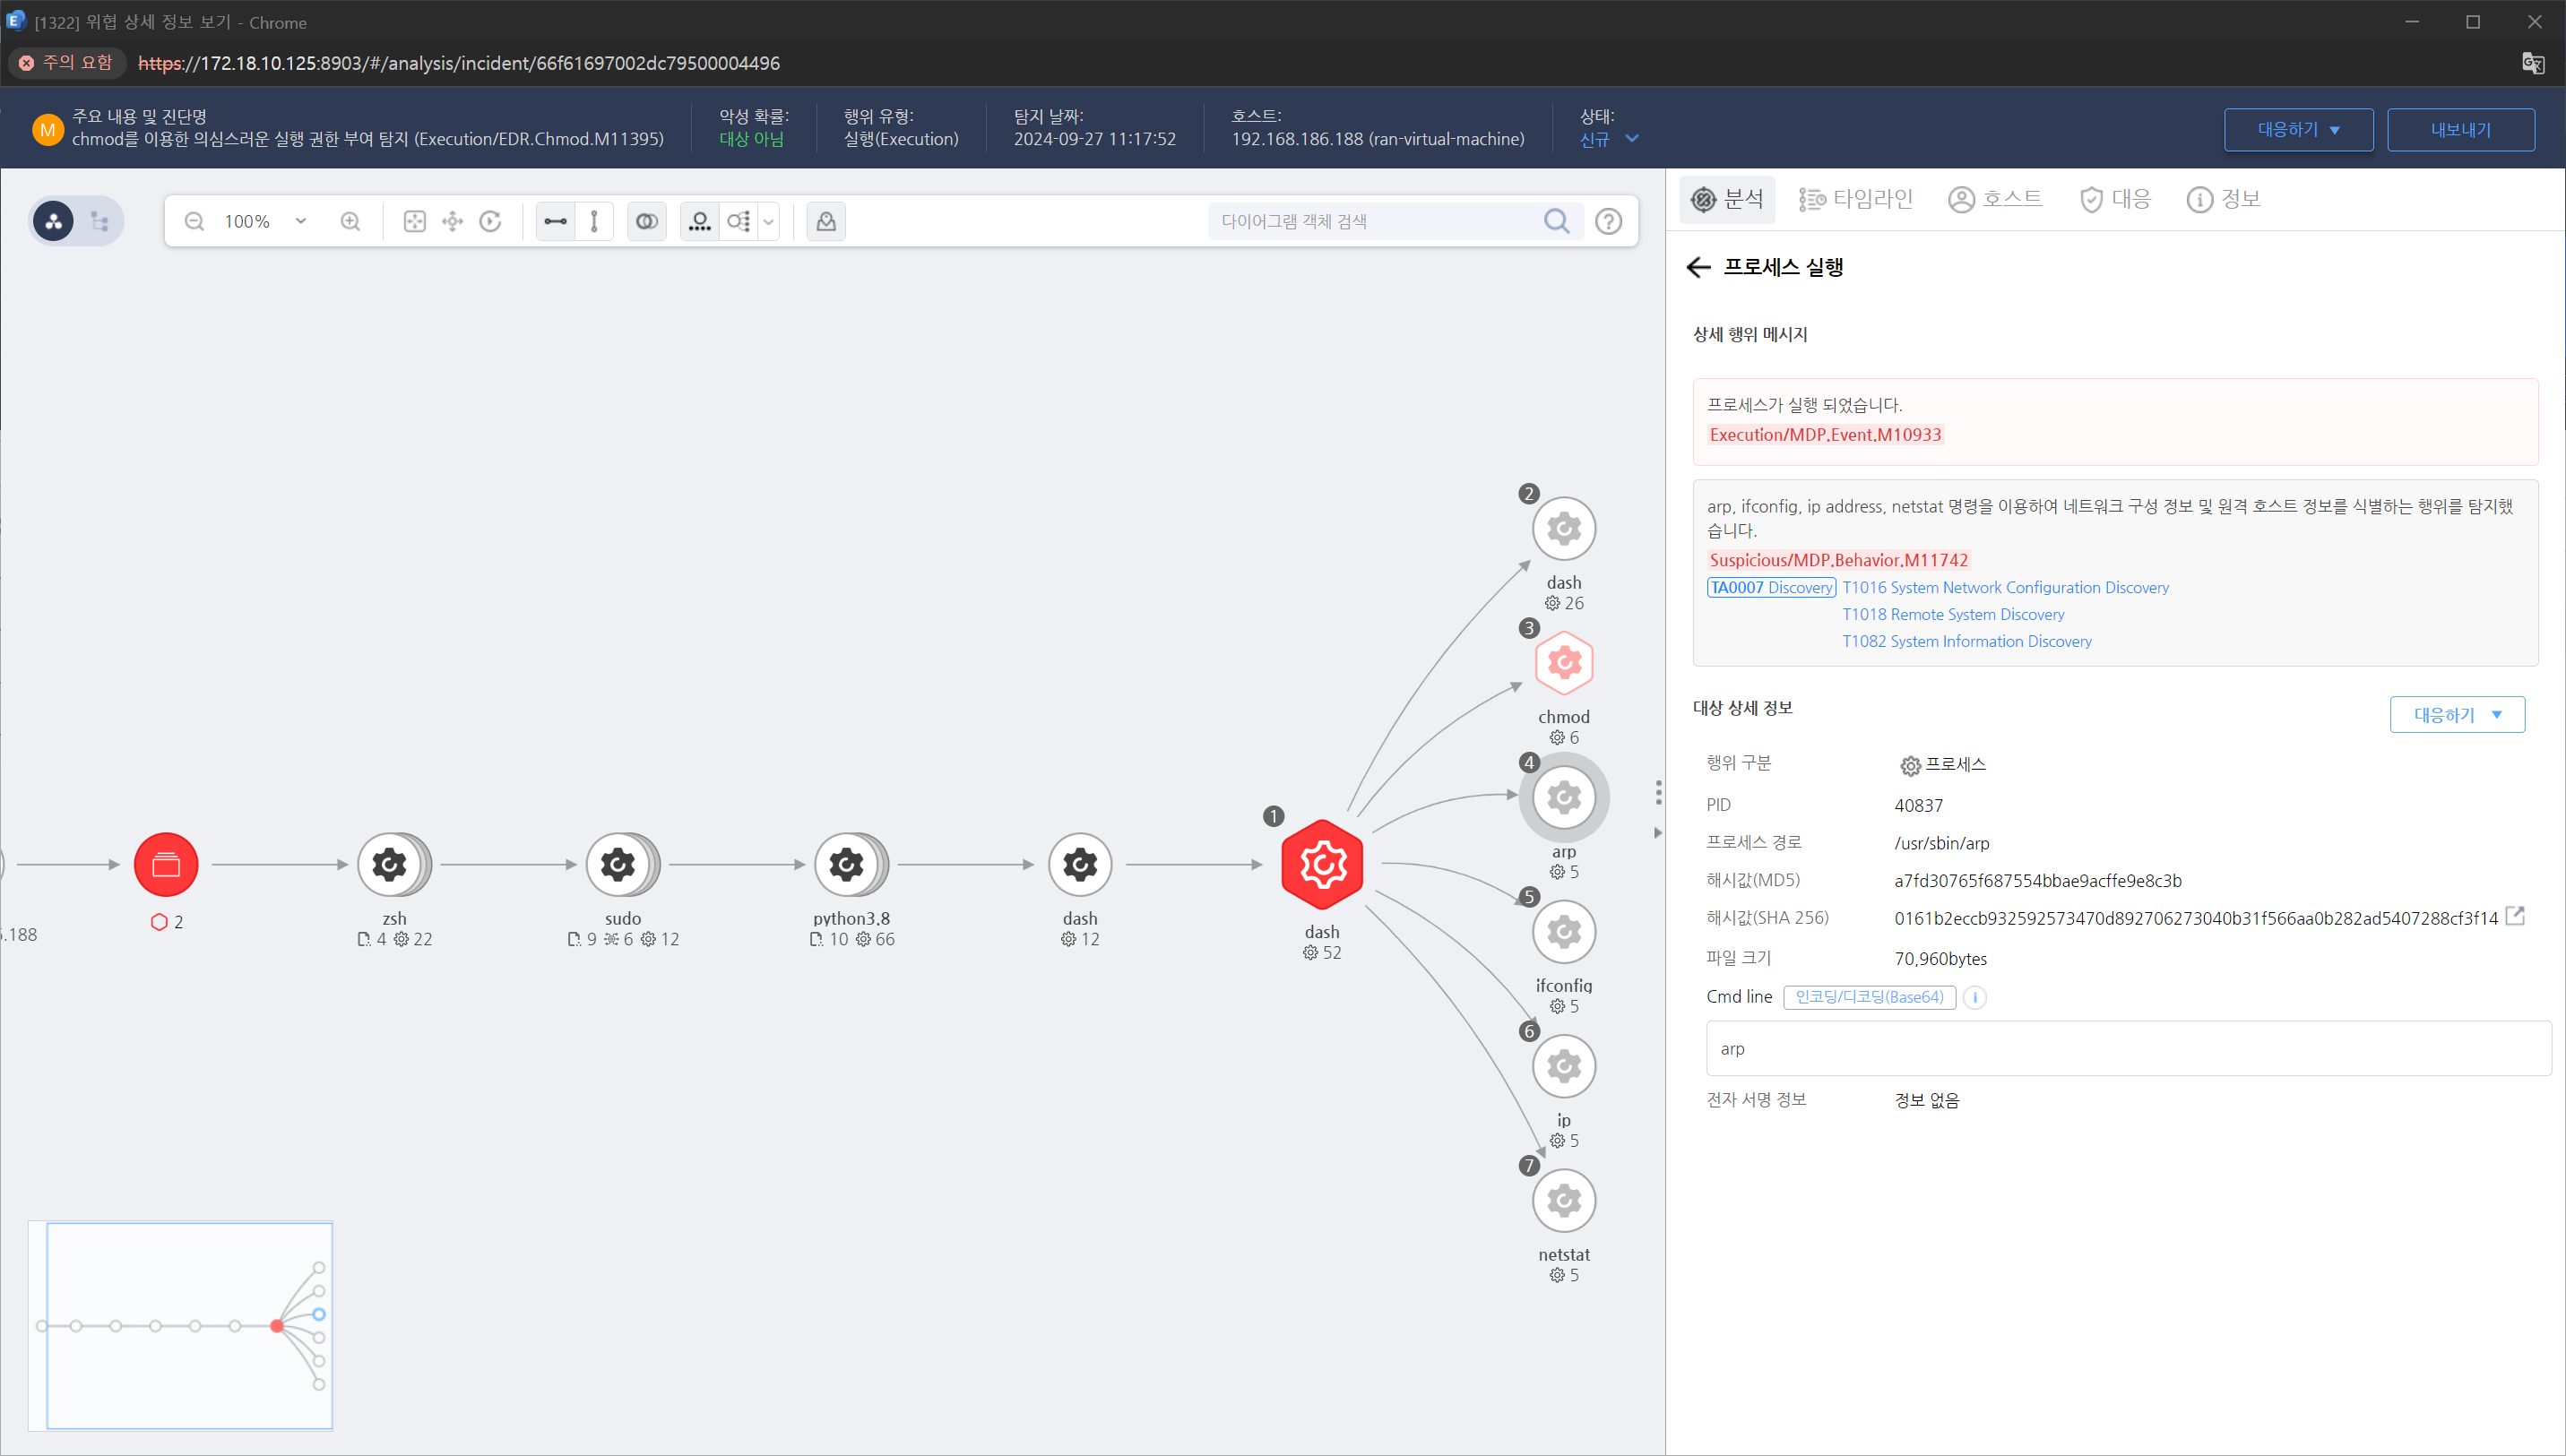 [1322] 위협 상세 정보 보기 - Chrome
주의 요함 https://172.18.10.125:8903/#/analysis/incident/66f61697002dc79500004496
M
주요 내용 및 진단명
chmod를 이용한 의심스러운 실행 권한 부여 탐지 (Execution/EDR.Chmod.M11395)
악성 확률:
대상 아님
행위 유형:
실행(Execution)
탐지 날짜:
2024-09-27 11:17:52
호스트:
192.168.186.188 (ran-virtual-machine)
상태:
신규
대응하기
내보내기
100%
다이어그램 객체 검색
분석
타임라인
호스트
대응
정보
프로세스 실행
상세 행위 메시지
프로세스가 실행 되었습니다.
Execution/MDP.Event.M10933
arp, ifconfig, ip address, netstat 명령을 이용하여 네트워크 구성 정보 및 원격 호스트 정보를 식별하는 행위를 탐지했
습니다.
Suspicious/MDP.Behavior.M11742
TA0007 Discovery T1016 System Network Configuration Discovery
T1018 Remote System Discovery
T1082 System Information Discovery
대상 상세 정보
대응하기
행위 구분 프로세스
PID 40837
프로세스 경로 /usr/sbin/arp
해시값(MD5) a7fd30765f687554bbae9acffe9e8c3b
해시값(SHA 256) 0161b2eccb932592573470d892706273040b31f566aa0b282ad5407288cf3f14
파일 크기 70,960bytes
Cmd line 인코딩/디코딩(Base64)
arp
전자 서명 정보 정보 없음
.188
2
zsh
4 22
sudo
9 6 12
python3.8
10 66
dash
12
1
dash
52
2
dash
26
3
chmod
6
4
arp
5
5
ifconfig
5
6
ip
5
7
netstat
5